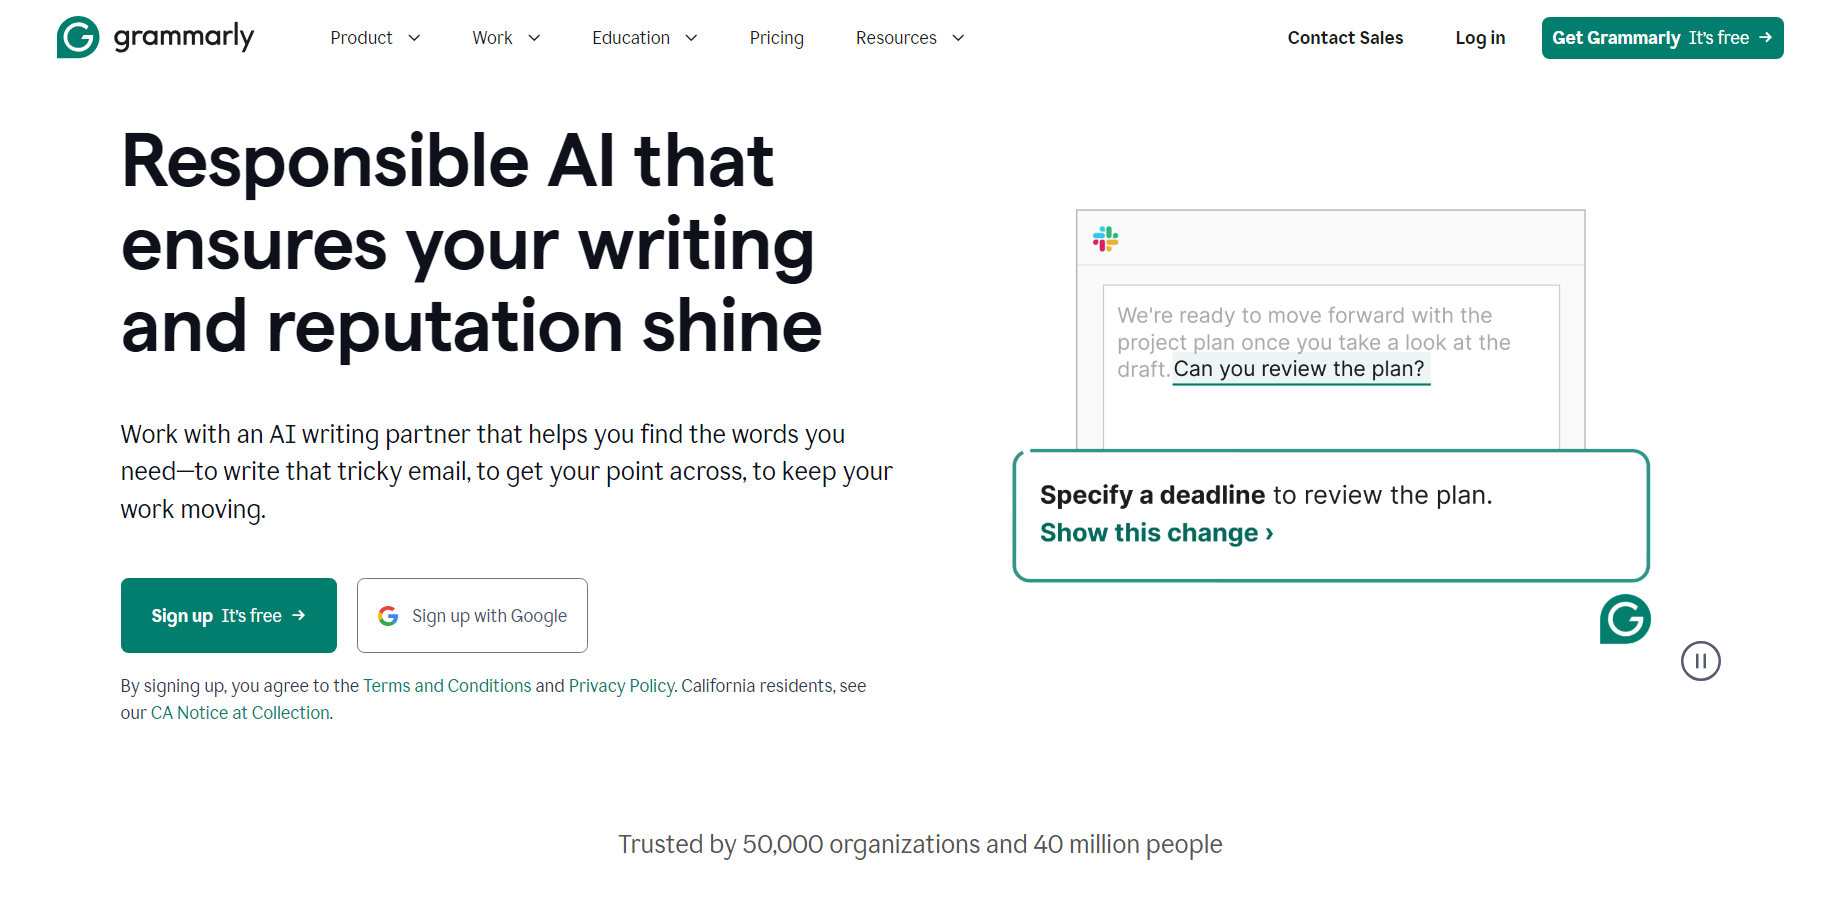 grammarly
Product
Work
Education
Pricing
Resources
Contact Sales
Log in
Get Grammarly It's free →
Responsible AI that
ensures your writing
and reputation shine
Work with an AI writing partner that helps you find the words you
need—to write that tricky email, to get your point across, to keep your
work moving.
Sign up It's free →
Sign up with Google
By signing up, you agree to the Terms and Conditions and Privacy Policy. California residents, see
our CA Notice at Collection.
We're ready to move forward with the
project plan once you take a look at the
draft. Can you review the plan?
Specify a deadline to review the plan.
Show this change ›
Trusted by 50,000 organizations and 40 million people